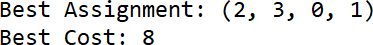 Best Assignment: (2, 3, 0, 1)
Best Cost: 8